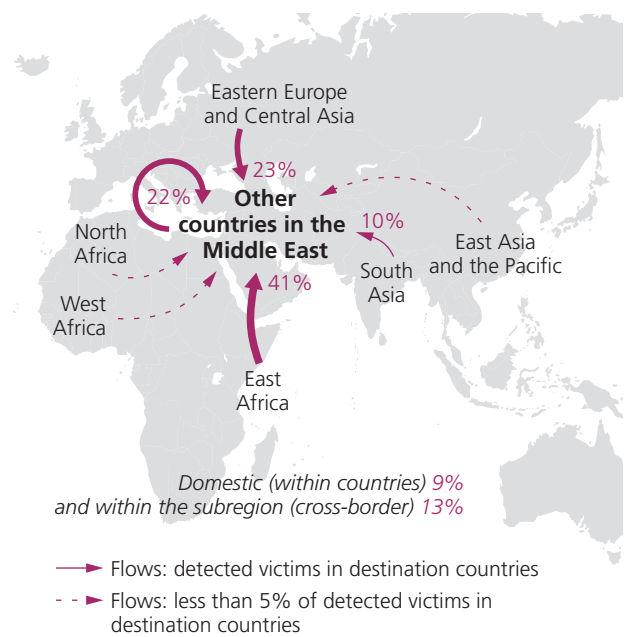 Eastern Europe
and Central Asia
23%
22%
Other
countries in the
Middle East
10%
North
Africa
East Asia
and the Pacific
South
Asia
41%
West
Africa
East
Africa
Domestic (within countries) 9%
and within the subregion (cross-border) 13%
Flows: detected victims in destination countries
Flows: less than 5% of detected victims in
destination countries